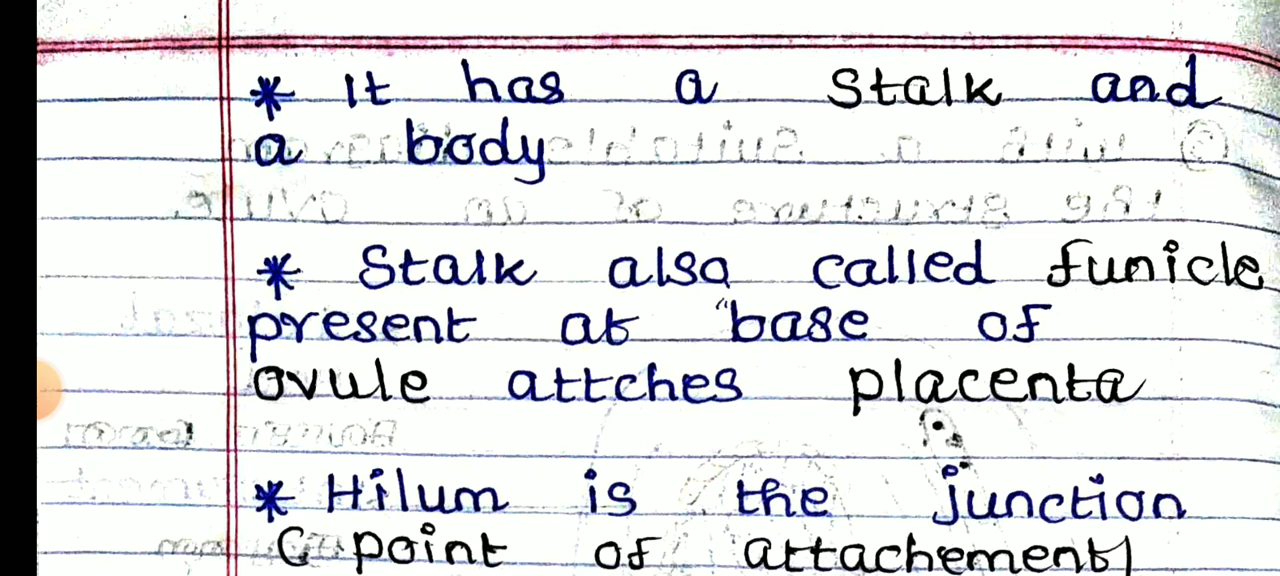 * It has a Stalk and
a body
* Stalk also called funicle
present at base of
ovule attches placenta
* Hilum is the junction
( point of attachement)